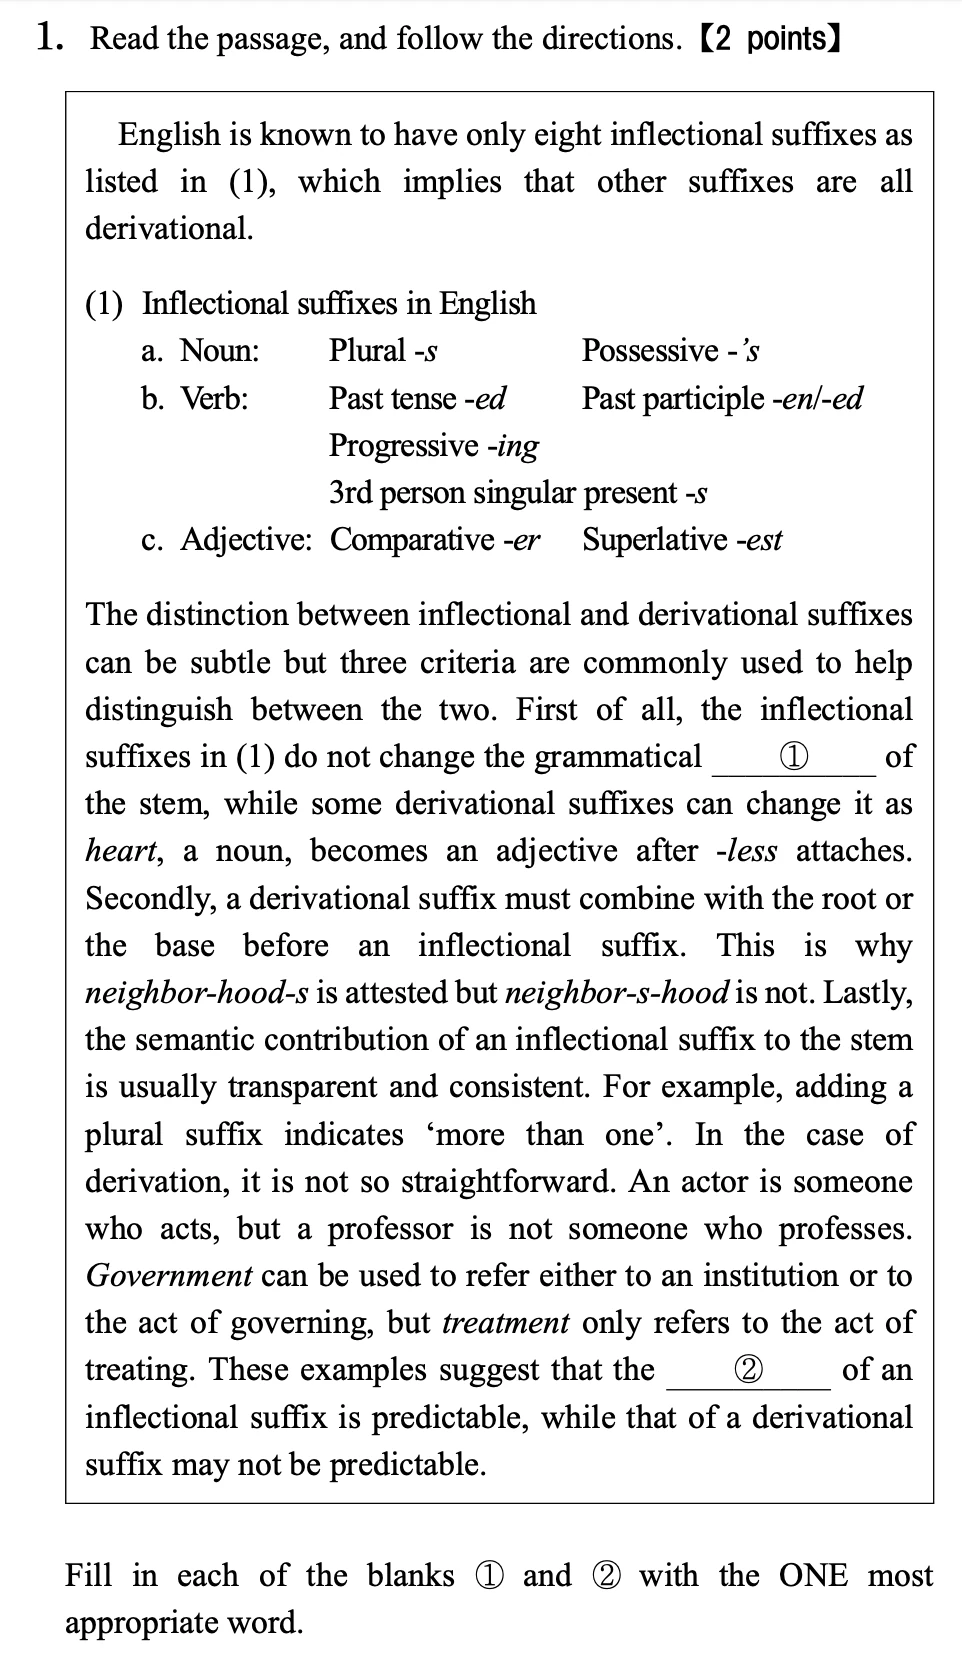 1. Read the passage, and follow the directions. 【2 points】
English is known to have only eight inflectional suffixes as
listed in (1), which implies that other suffixes are all
derivational.
(1) Inflectional suffixes in English
a. Noun: Plural -s Possessive -’s
b. Verb: Past tense -ed Past participle -en/-ed
Progressive -ing
3rd person singular present -s
c. Adjective: Comparative -er Superlative -est
The distinction between inflectional and derivational suffixes
can be subtle but three criteria are commonly used to help
distinguish between the two. First of all, the inflectional
suffixes in (1) do not change the grammatical ① of
the stem, while some derivational suffixes can change it as
heart, a noun, becomes an adjective after -less attaches.
Secondly, a derivational suffix must combine with the root or
the base before an inflectional suffix. This is why
neighbor-hood-s is attested but neighbor-s-hood is not. Lastly,
the semantic contribution of an inflectional suffix to the stem
is usually transparent and consistent. For example, adding a
plural suffix indicates ‘more than one’. In the case of
derivation, it is not so straightforward. An actor is someone
who acts, but a professor is not someone who professes.
Government can be used to refer either to an institution or to
the act of governing, but treatment only refers to the act of
treating. These examples suggest that the ② of an
inflectional suffix is predictable, while that of a derivational
suffix may not be predictable.
Fill in each of the blanks ① and ② with the ONE most
appropriate word.